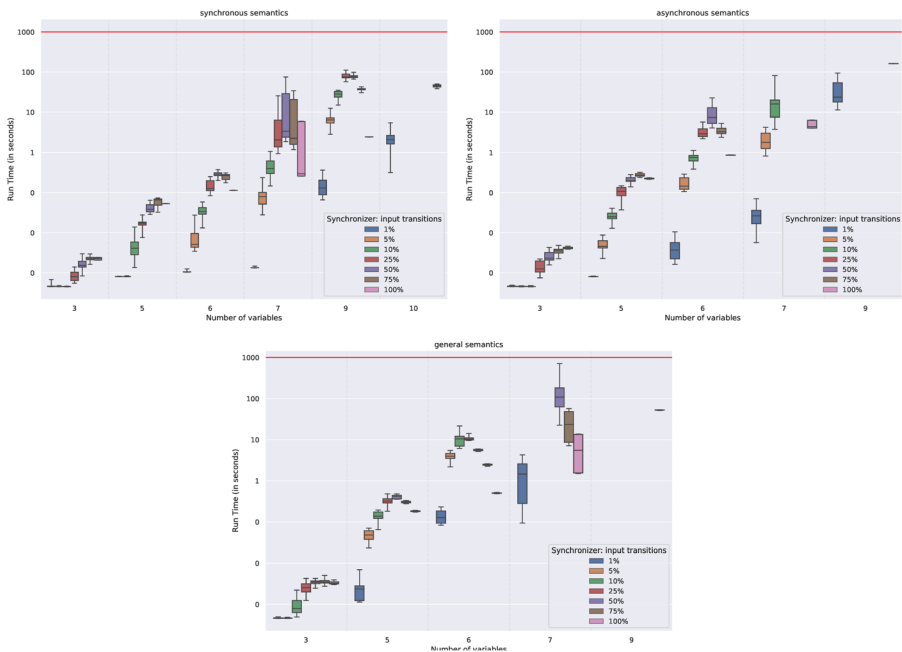 synchronous semantics
1000
100
10
1
0
0
0
Run Time (in seconds)
3 5 6 7 9 10
Number of variables
Synchronizer: input transitions
1%
5%
10%
25%
50%
75%
100%
asynchronous semantics
1000
100
10
1
0
0
0
Run Time (in seconds)
3 5 6 7 9
Number of variables
Synchronizer: input transitions
1%
5%
10%
25%
50%
75%
100%
general semantics
1000
100
10
1
0
0
Run Time (in seconds)
3 5 6 7 9
Number of variables
Synchronizer: input transitions
1%
5%
10%
25%
50%
75%
100%